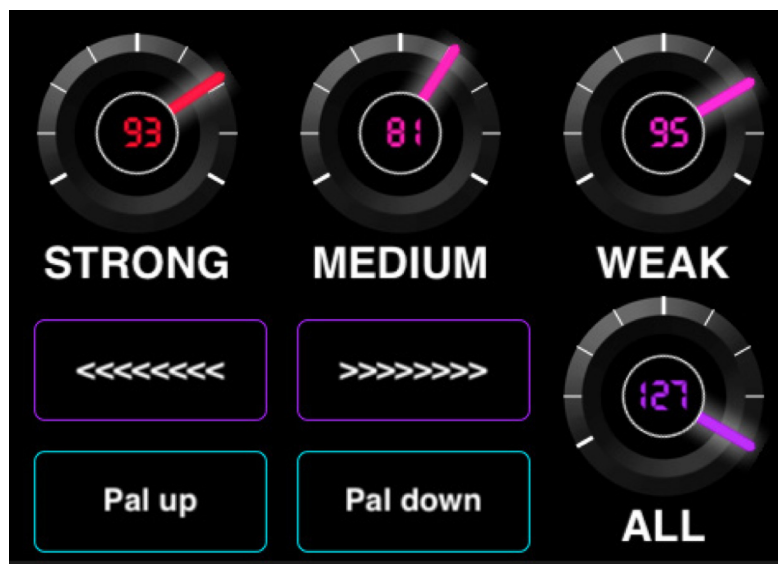 93 81 95
STRONG MEDIUM WEAK
<<<<<<<< >>>>>>>>
127
Pal up Pal down
ALL